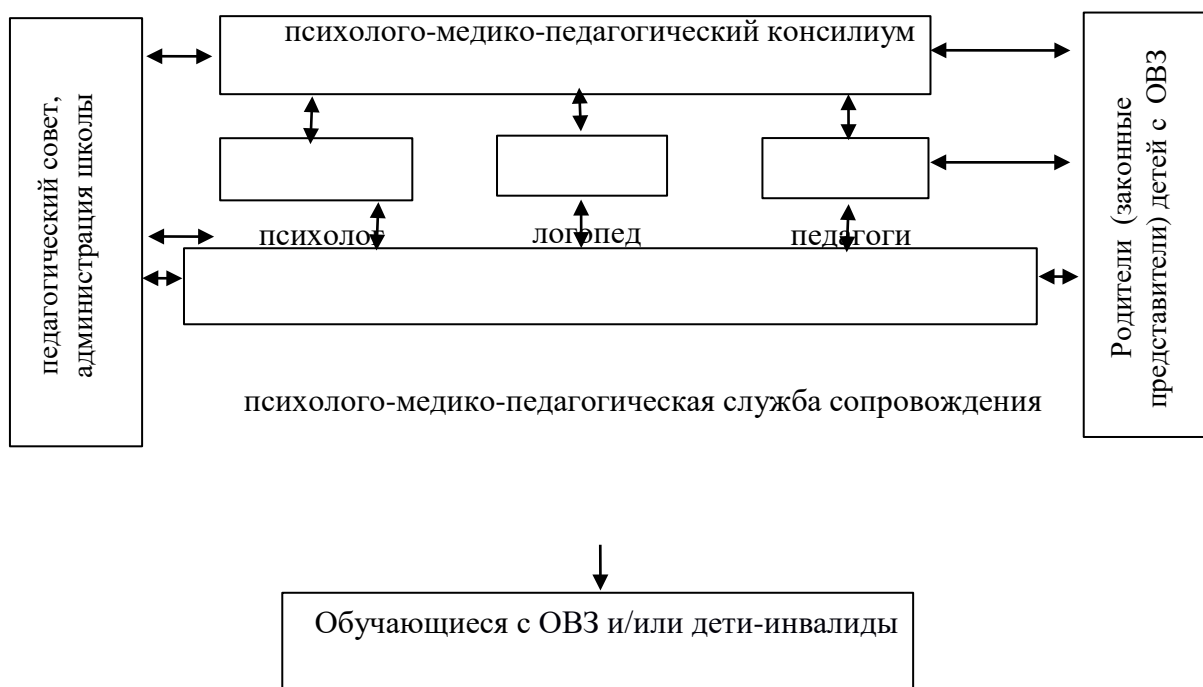 психолого-медико-педагогический консилиум
педагогический совет,
администрация школы
Родители (законные
представители) детей с ОВЗ
психолог
логопед
педагоги
психолого-медико-педагогическая служба сопровождения
Обучающиеся с ОВЗ и/или дети-инвалиды